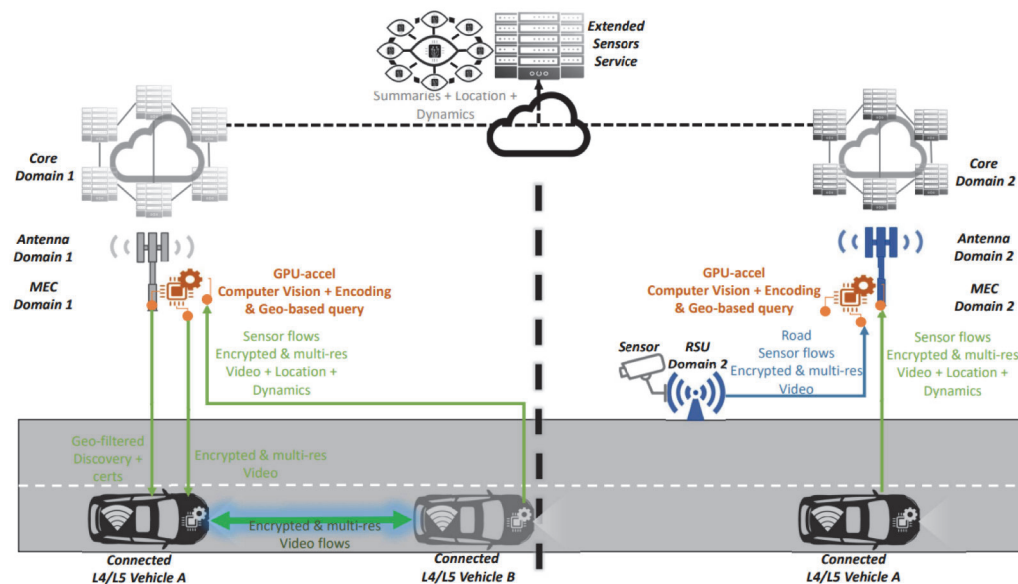 Extended
Sensors
Service
Summaries + Location +
Dynamics
Core
Domain 1
Core
Domain 2
Antenna
Domain 1
MEC
Domain 1
GPU-accel
Computer Vision + Encoding
& Geo-based query
Sensor flows
Encrypted & multi-res
Video + Location +
Dynamics
Antenna
Domain 2
MEC
Domain 2
GPU-accel
Computer Vision + Encoding
& Geo-based query
Sensor
RSU
Domain 2
Road
Sensor flows
Encrypted & multi-res
Video
Sensor flows
Encrypted & multi-res
Video + Location +
Dynamics
Geo-filtered
Discovery +
certs
Encrypted & multi-res
Video
Encrypted & multi-res
Video flows
Connected
L4/L5 Vehicle A
Connected
L4/L5 Vehicle B
Connected
L4/L5 Vehicle A